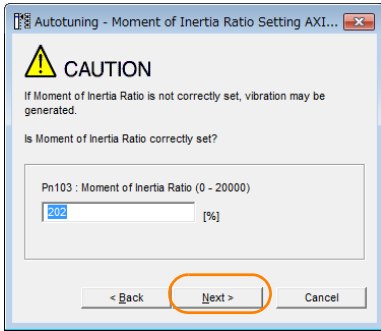 Autotuning - Moment of Inertia Ratio Setting AXI...
CAUTION
If Moment of Inertia Ratio is not correctly set, vibration may be
generated.
Is Moment of Inertia Ratio correctly set?
Pn103 : Moment of Inertia Ratio (0 - 20000)
202 [%]
< Back Next > Cancel